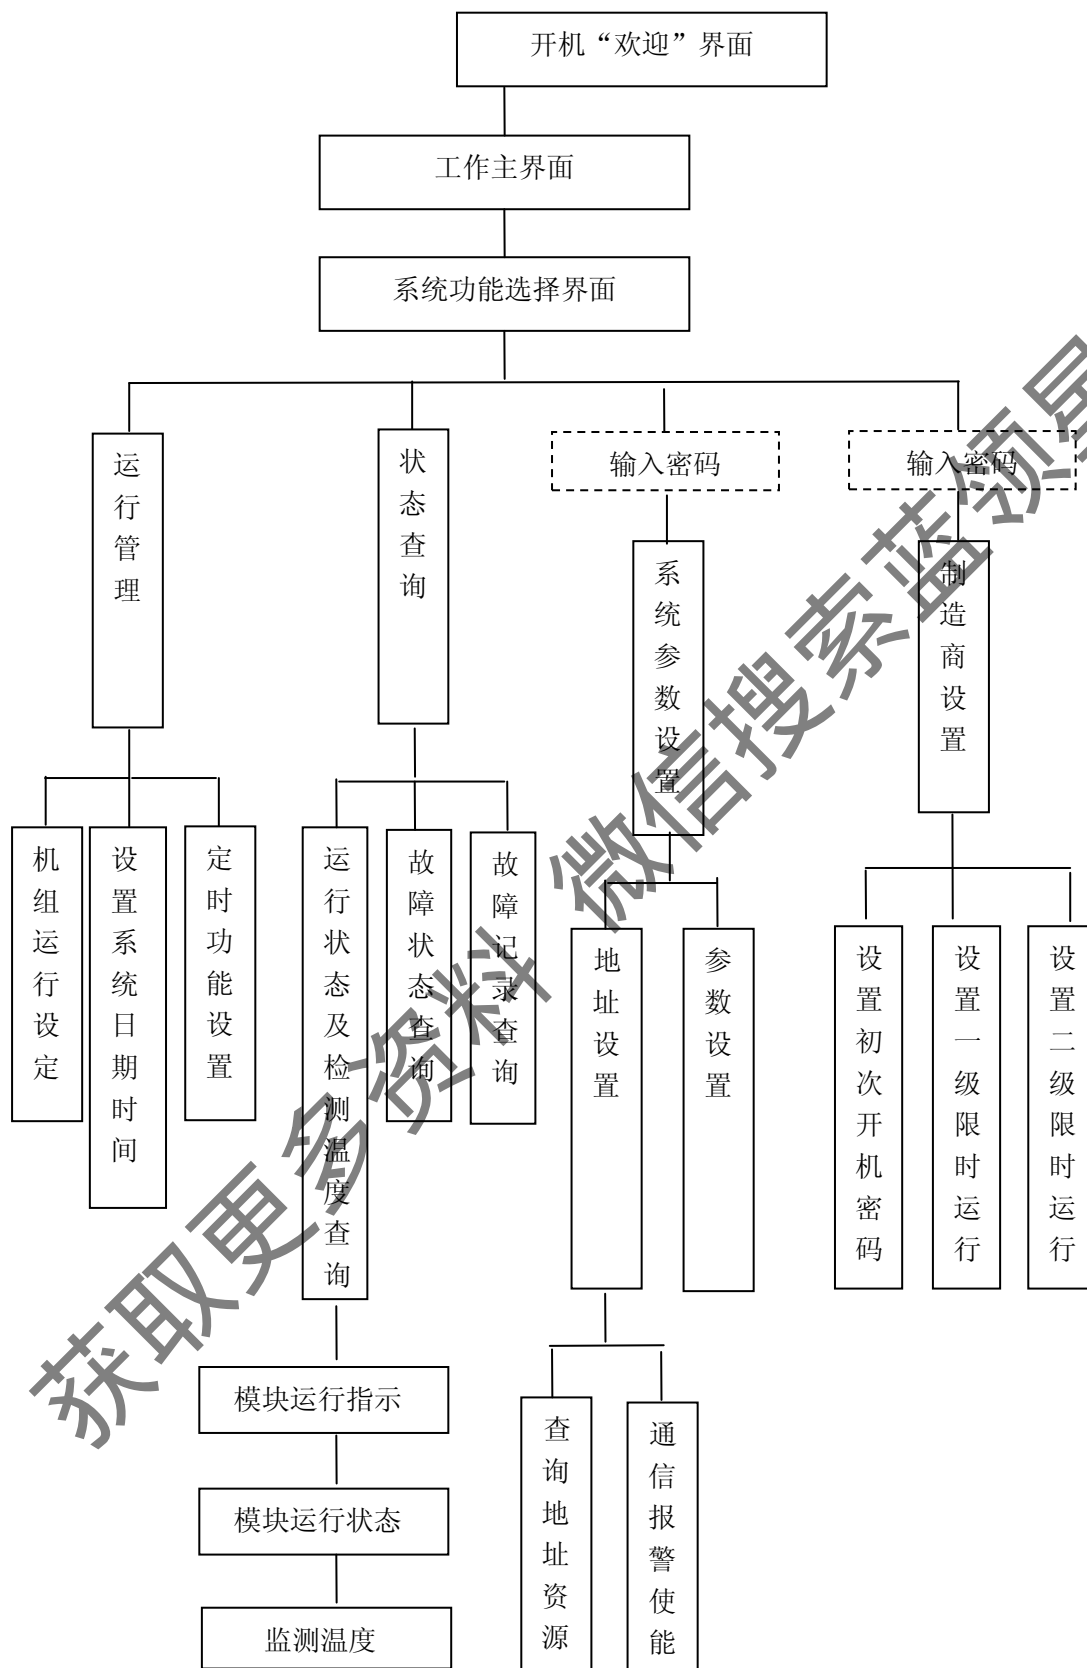 开机“欢迎”界面
工作主界面
系统功能选择界面
运行管理
状态查询
输入密码
输入密码
系统参数设置
制造商设置
机组运行设定
设置系统日期时间
定时功能设置
运行状态及检测温度查询
故障状态查询
故障记录查询
地址设置
参数设置
设置初次开机密码
设置一级限时运行
设置二级限时运行
模块运行指示
模块运行状态
监测温度
查询地址资源
通信报警使能
获取更多资料 微信搜索蓝领星